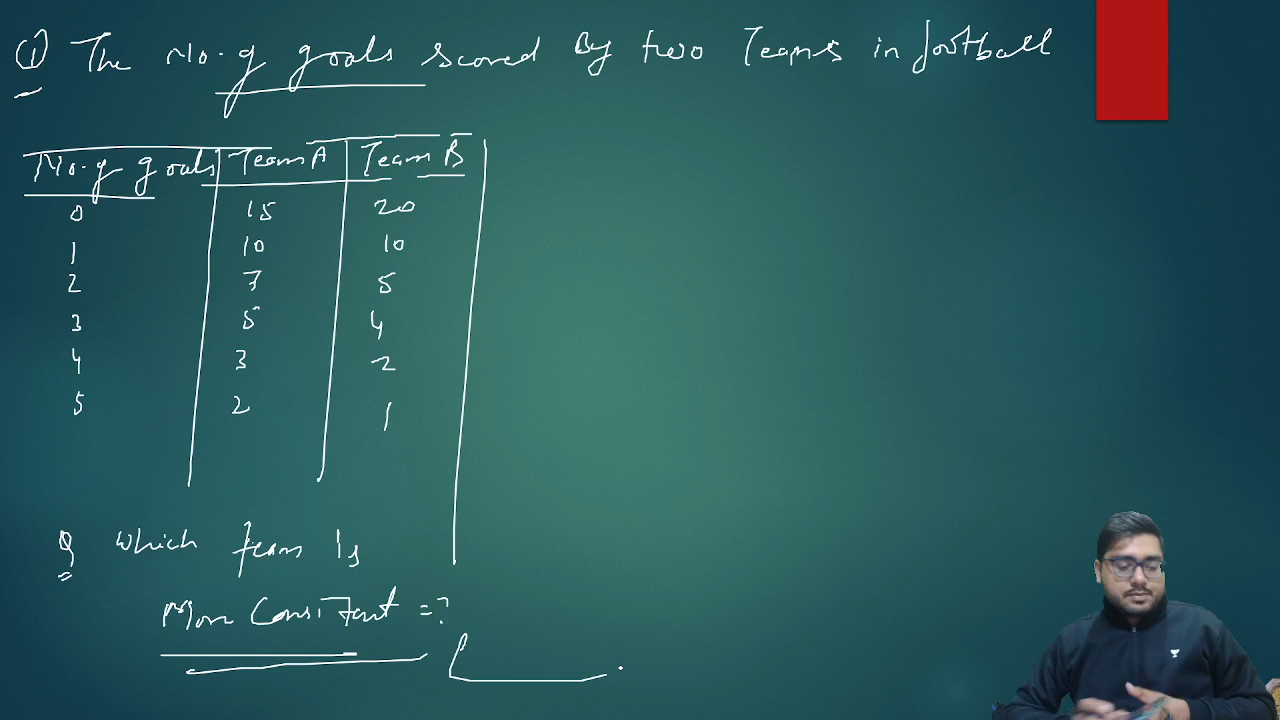 ① The No. of goals scored By two Teams in football
No. of goals Team A Team B
0 15 20
1 10 10
2 7 5
3 5 4
4 3 2
5 2 1
Q which team is
More Consistant = ?